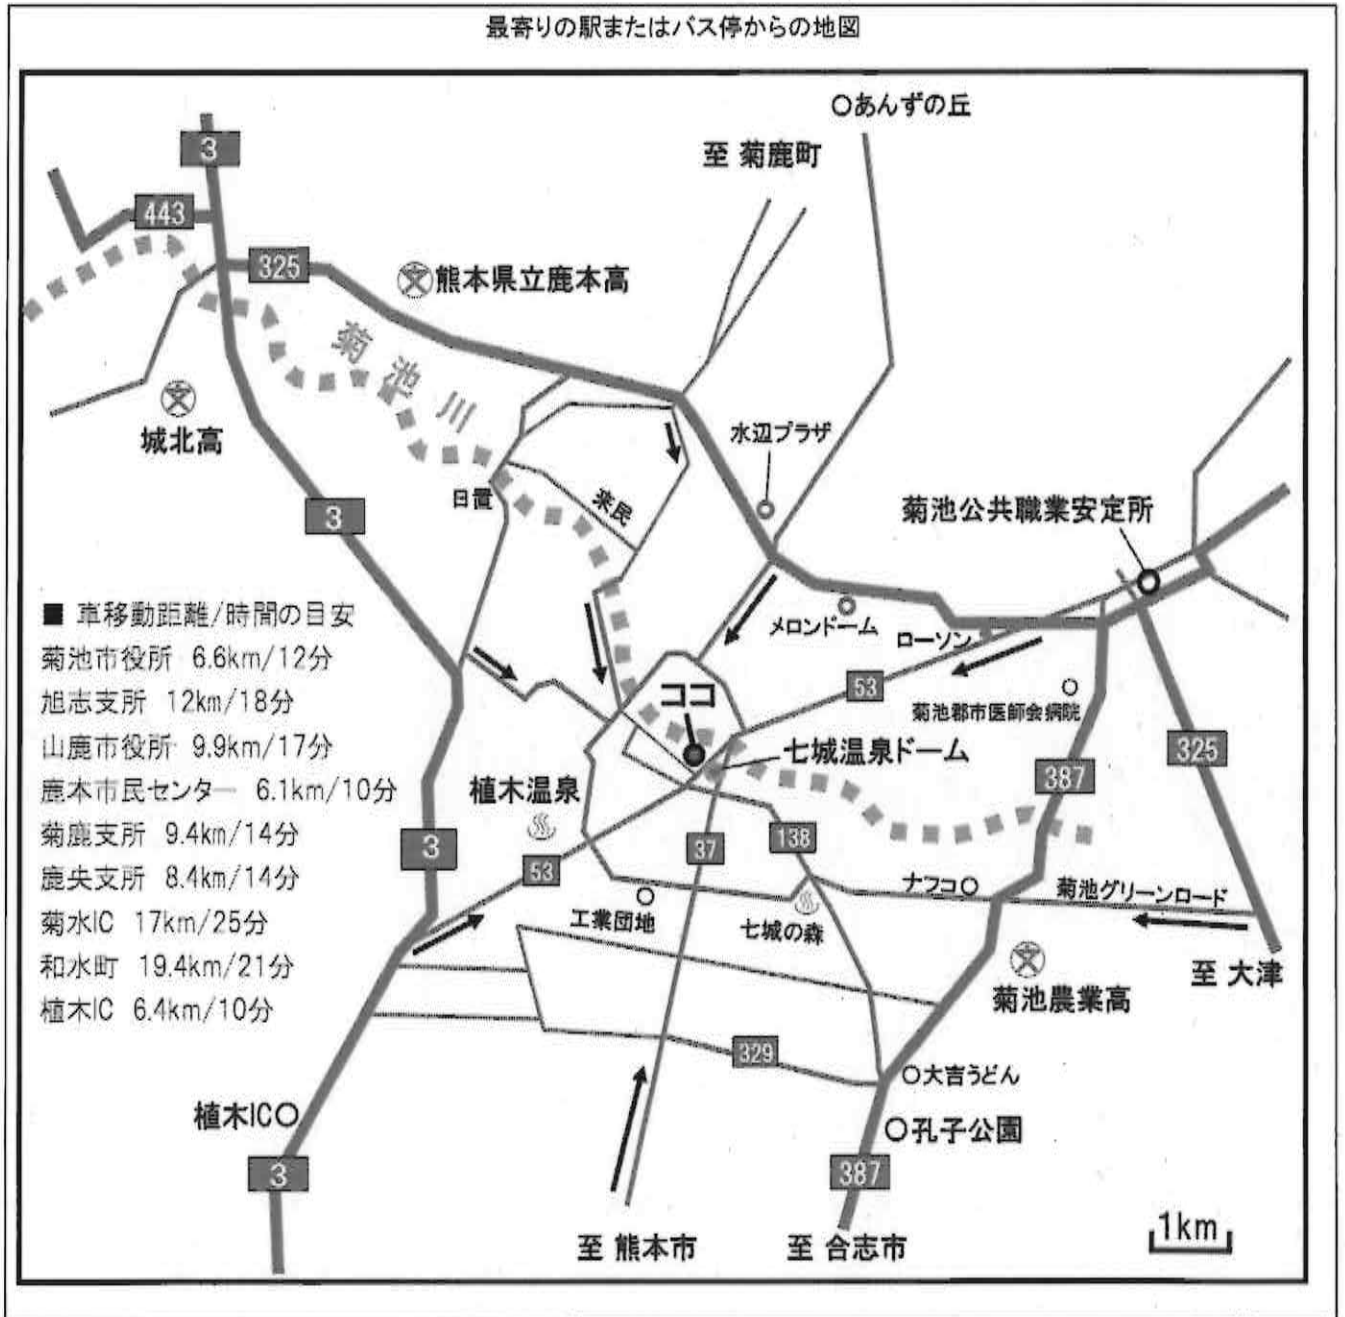 最寄りの駅またはバス停からの地図
あんずの丘
至 菊鹿町
3
443
325
熊本県立鹿本高
菊池川
城北高
水辺プラザ
日置
来民
菊池公共職業安定所
3
メロンドーム
ローソン
■ 車移動距離/時間の目安
菊池市役所 6.6km/12分
旭志支所 12km/18分
山鹿市役所 9.9km/17分
鹿本市民センター 6.1km/10分
菊鹿支所 9.4km/14分
鹿央支所 8.4km/14分
菊水IC 17km/25分
和水町 19.4km/21分
植木IC 6.4km/10分
ココ
53
菊池郡市医師会病院
七城温泉ドーム
325
387
植木温泉
3
37
138
53
ナフコ
菊池グリーンロード
工業団地
七城の森
至 大津
菊池農業高
329
大吉うどん
植木IC
孔子公園
3
387
1km
至 熊本市
至 合志市